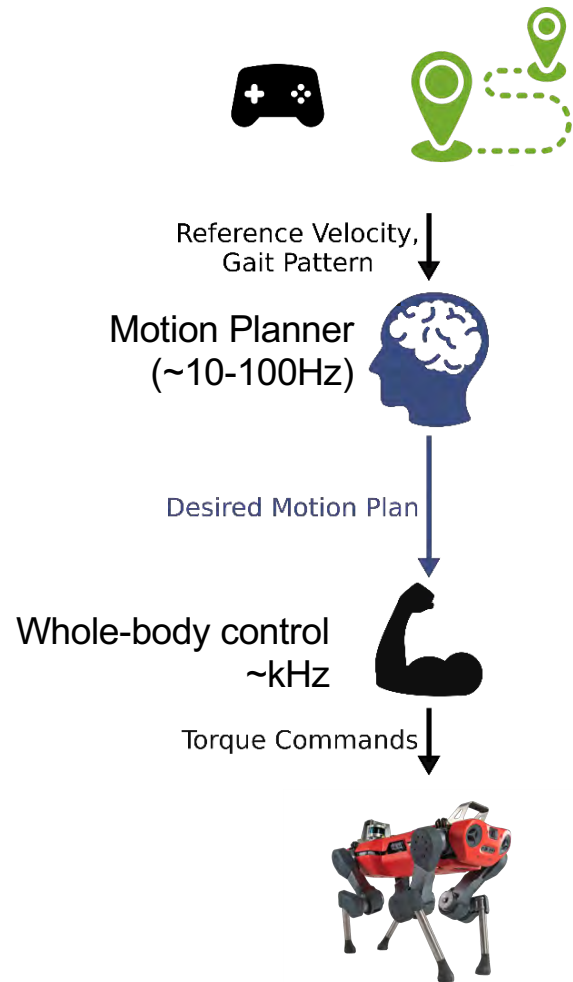 Reference Velocity,
Gait Pattern
Motion Planner
(~10-100Hz)
Desired Motion Plan
Whole-body control
~kHz
Torque Commands